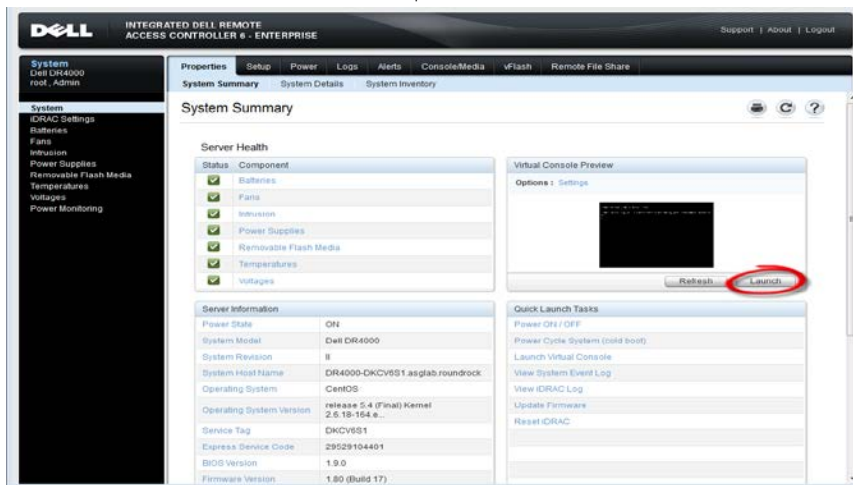 DELL
INTEGRATED DELL REMOTE
ACCESS CONTROLLER 6 - ENTERPRISE
Support | About | Logout
System
Dell DR4000
root , Admin
System
iDRAC Settings
Batteries
Fans
Intrusion
Power Supplies
Removable Flash Media
Temperatures
Voltages
Power Monitoring
Properties Setup Power Logs Alerts Console/Media vFlash Remote File Share
System Summary System Details System Inventory
System Summary
Server Health
Status Component
Batteries
Fans
Intrusion
Power Supplies
Removable Flash Media
Temperatures
Voltages
Virtual Console Preview
Options : Settings
Refresh Launch
Server Information
Power State ON
System Model Dell DR4000
System Revision II
System Host Name DR4000-DKCV6S1.asglab.roundrock
Operating System CentOS
Operating System Version release 5.4 (Final) Kernel 2.6.18-164.e...
Service Tag DKCV6S1
Express Service Code 29529104401
BIOS Version 1.9.0
Firmware Version 1.80 (Build 17)
Quick Launch Tasks
Power ON / OFF
Power Cycle System (cold boot)
Launch Virtual Console
View System Event Log
View iDRAC Log
Update Firmware
Reset iDRAC